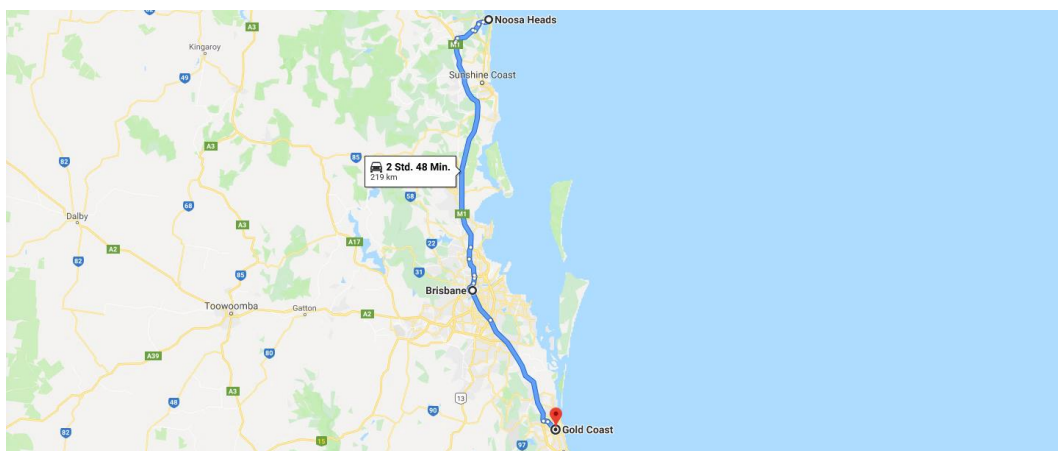 44
A3
Noosa Heads
M1
Kingaroy
49
Sunshine Coast
A3
85
82
2 Std. 48 Min.
219 km
58
68
M1
Dalby
A3
A17
22
A2
82
31
85
Brisbane
Toowoomba
Gatton
A2
80
A39
A3
13
48
90
Gold Coast
82
15
97